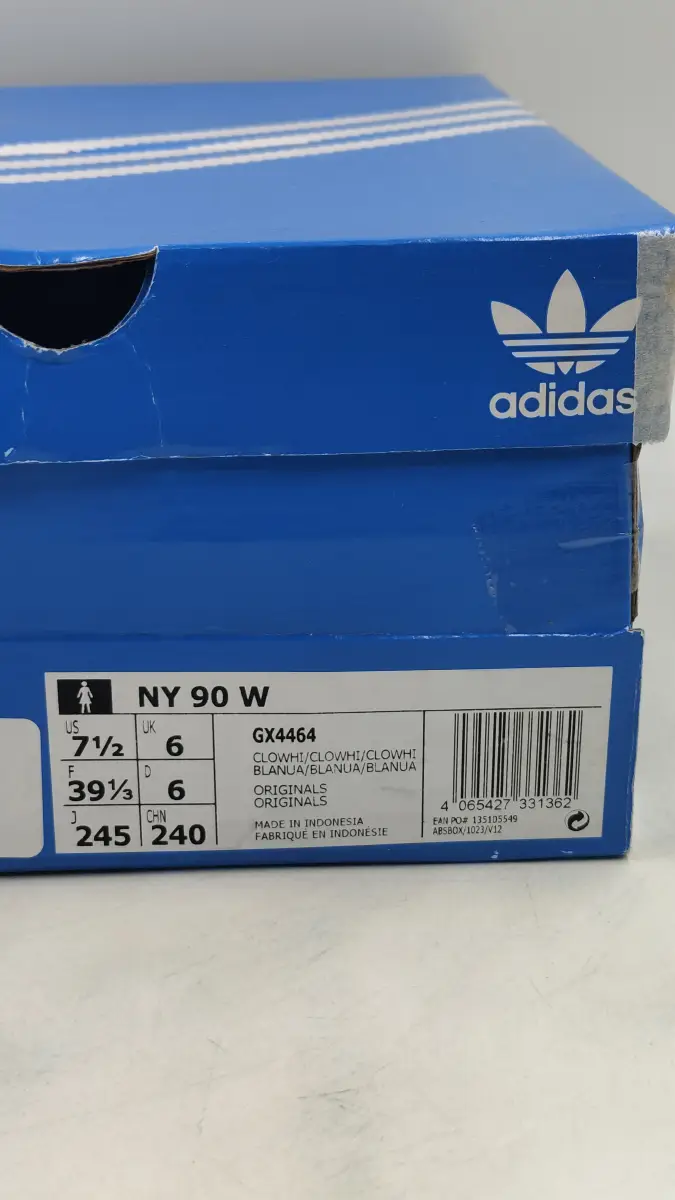 adidas
NY 90 W
US 7½ UK 6
F 39⅓ D 6
J 245 CHN 240
GX4464
CLOWHI/CLOWHI/CLOWHI
BLANUA/BLANUA/BLANUA
ORIGINALS
ORIGINALS
MADE IN INDONESIA
FABRIQUÉ EN INDONÉSIE
4 065427 331362
EAN PO# 135105549
ABSBOX/1023/V12